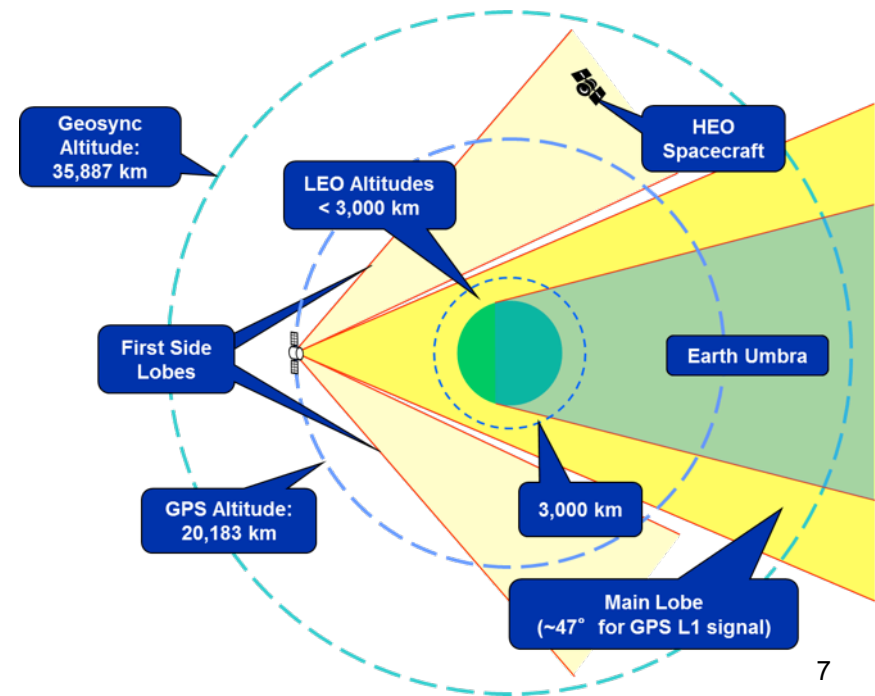 Geosync
Altitude:
35,887 km
HEO
Spacecraft
LEO Altitudes
< 3,000 km
First Side
Lobes
Earth Umbra
GPS Altitude:
20,183 km
3,000 km
Main Lobe
(~47° for GPS L1 signal)
7